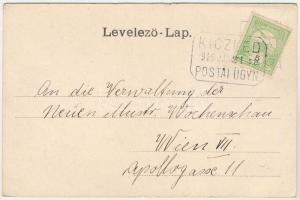 Levelező-Lap.
POSTAI ÜGYN.
An die Verwaltung der
Neuen illustr. Wochenschau
Wien VII.
Apollogasse 11